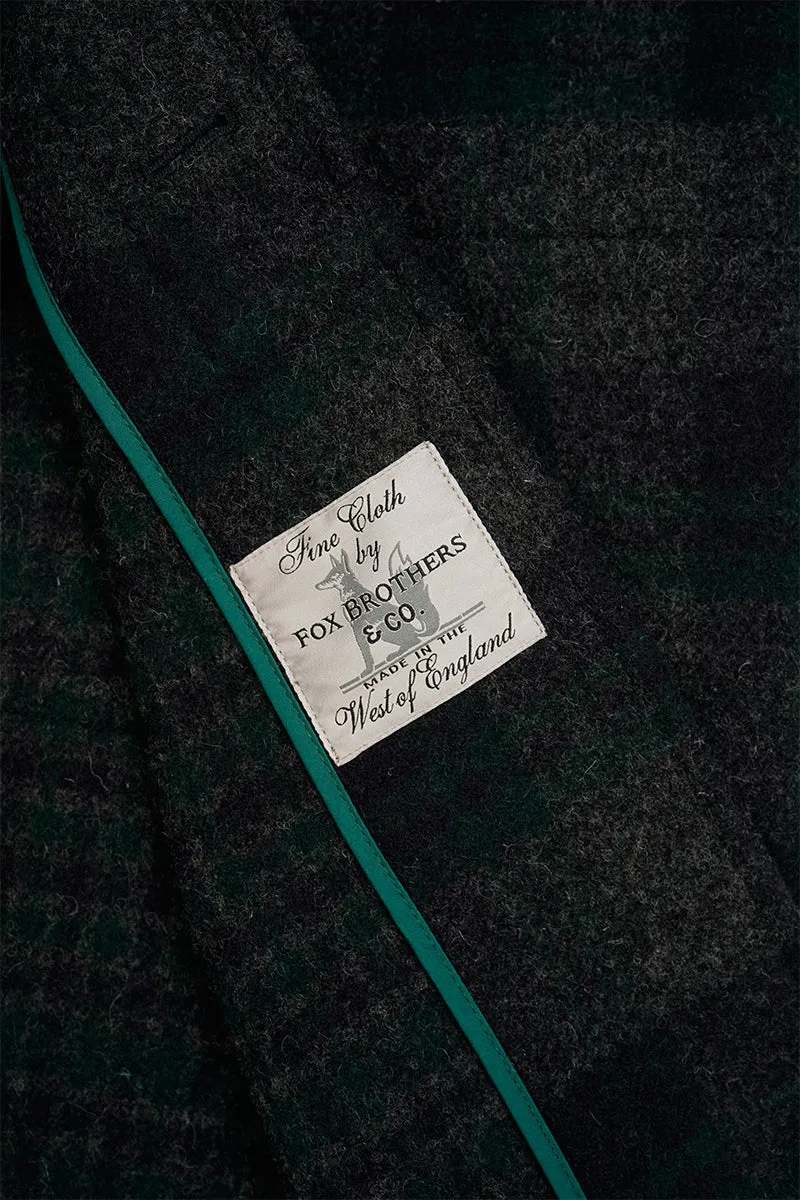 Fine Cloth
by
FOX BROTHERS
& CO.
MADE IN THE
West of England